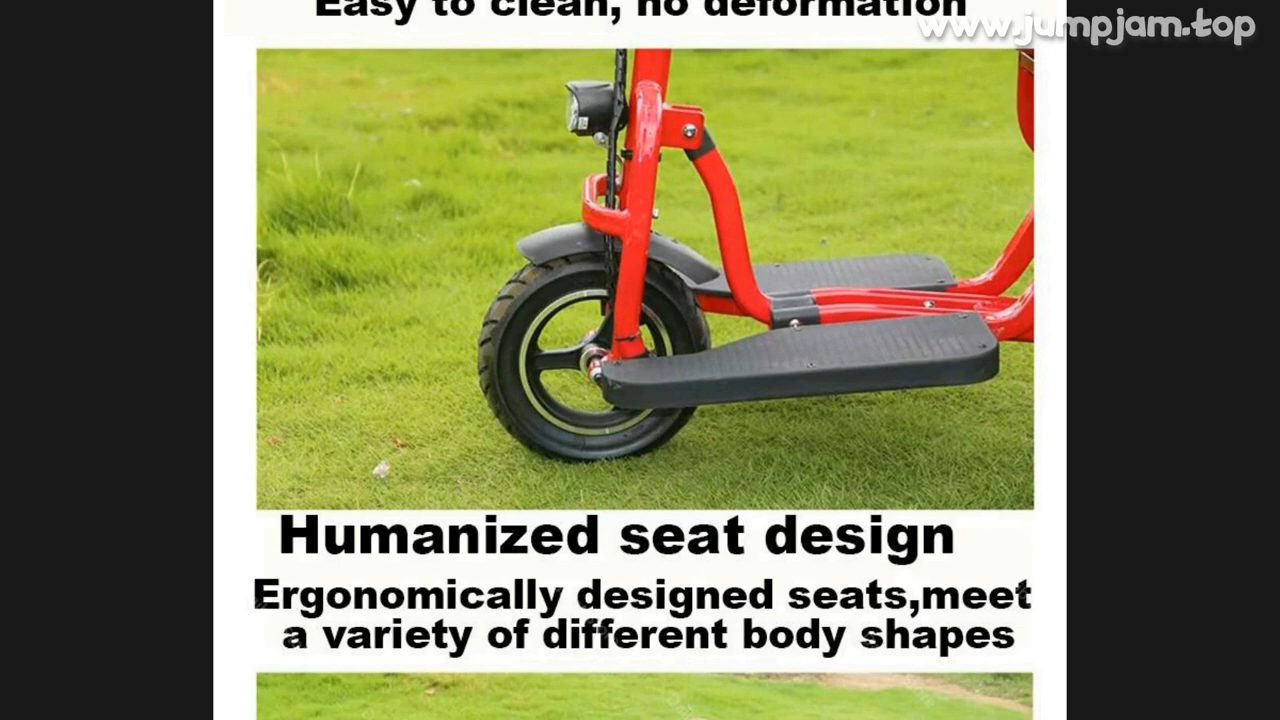 Easy to clean, no deformation
www.jumpjam.top
Humanized seat design
Ergonomically designed seats,meet
a variety of different body shapes